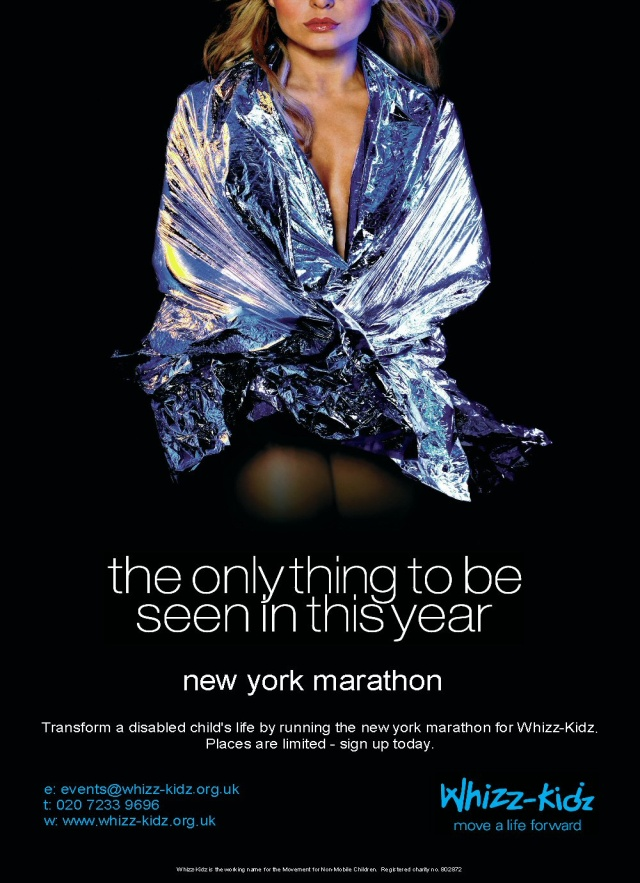 the only thing to be
seen in this year
new york marathon
Transform a disabled child's life by running the new york marathon for Whizz-Kidz.
Places are limited - sign up today.
e: events@whizz-kidz.org.uk
t: 020 7233 9696
w: www.whizz-kidz.org.uk
Whizz-Kidz
move a life forward
Whizz-Kidz is the working name for the Movement for Non-Mobile Children. Registered charity no. 802872